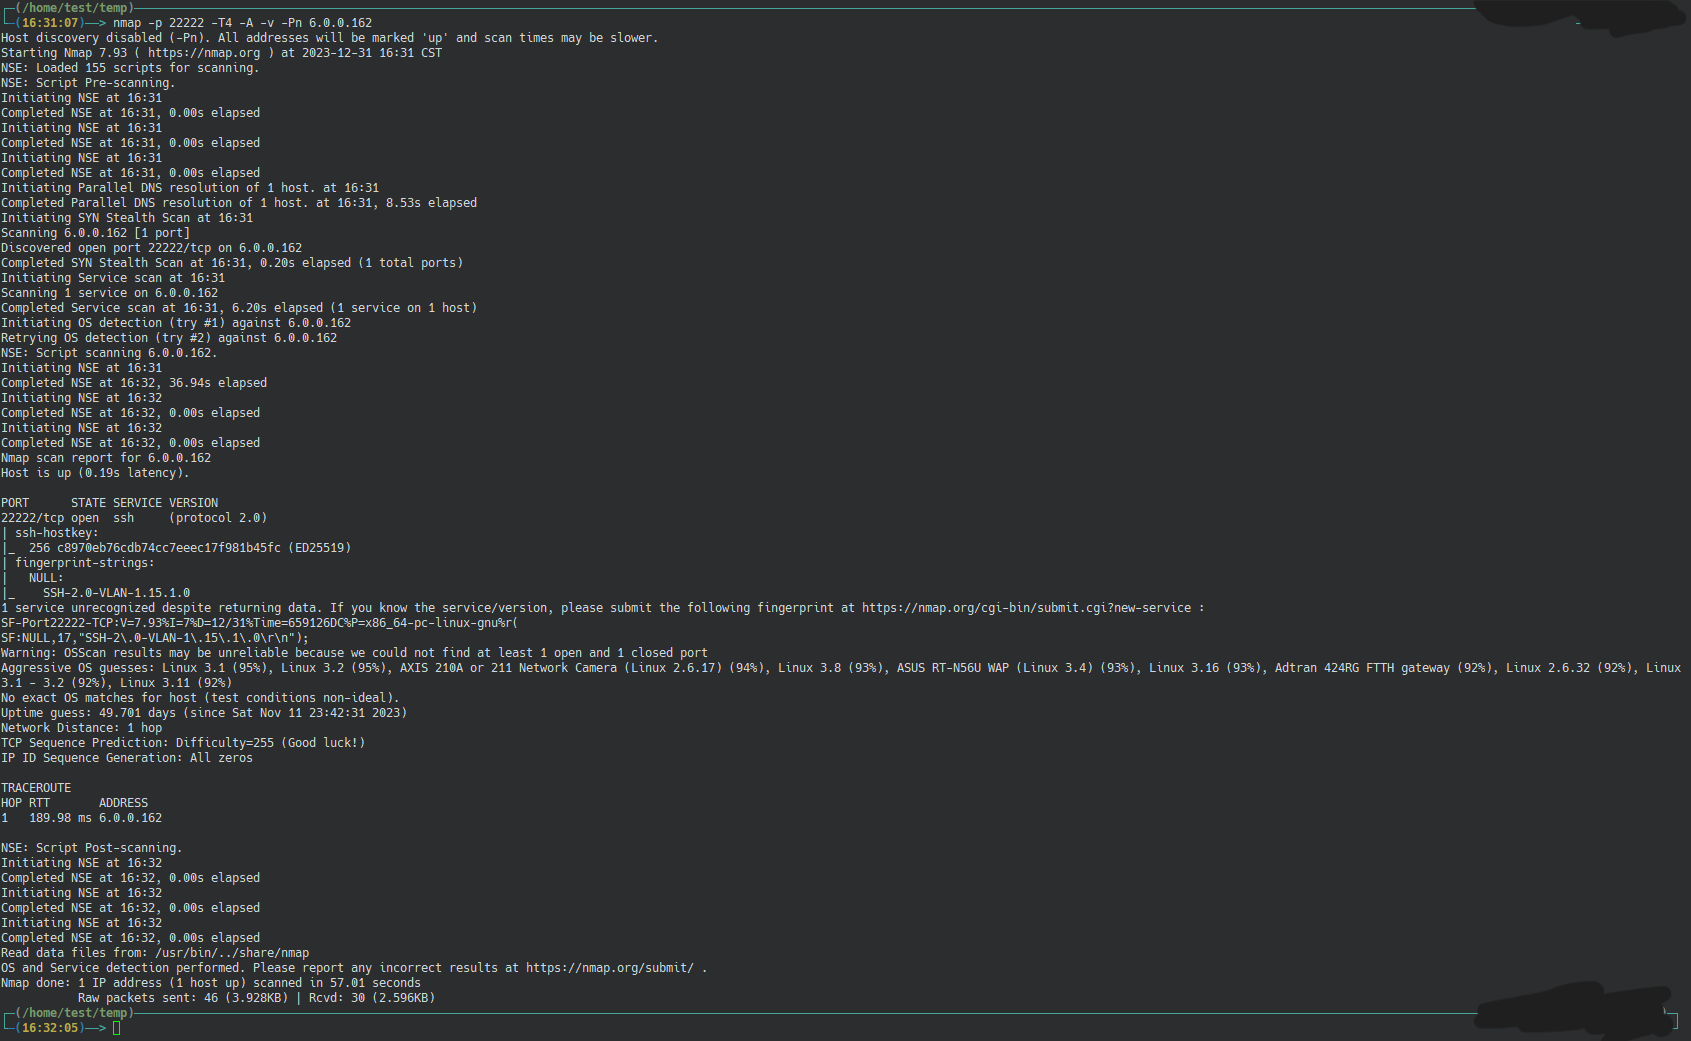 (/home/test/temp)
(16:31:07)—> nmap -p 22222 -T4 -A -v -Pn 6.0.0.162
Host discovery disabled (-Pn). All addresses will be marked 'up' and scan times may be slower.
Starting Nmap 7.93 ( https://nmap.org ) at 2023-12-31 16:31 CST
NSE: Loaded 155 scripts for scanning.
NSE: Script Pre-scanning.
Initiating NSE at 16:31
Completed NSE at 16:31, 0.00s elapsed
Initiating NSE at 16:31
Completed NSE at 16:31, 0.00s elapsed
Initiating NSE at 16:31
Completed NSE at 16:31, 0.00s elapsed
Initiating Parallel DNS resolution of 1 host. at 16:31
Completed Parallel DNS resolution of 1 host. at 16:31, 8.53s elapsed
Initiating SYN Stealth Scan at 16:31
Scanning 6.0.0.162 [1 port]
Discovered open port 22222/tcp on 6.0.0.162
Completed SYN Stealth Scan at 16:31, 0.20s elapsed (1 total ports)
Initiating Service scan at 16:31
Scanning 1 service on 6.0.0.162
Completed Service scan at 16:31, 6.20s elapsed (1 service on 1 host)
Initiating OS detection (try #1) against 6.0.0.162
Retrying OS detection (try #2) against 6.0.0.162
NSE: Script scanning 6.0.0.162.
Initiating NSE at 16:31
Completed NSE at 16:32, 36.94s elapsed
Initiating NSE at 16:32
Completed NSE at 16:32, 0.00s elapsed
Initiating NSE at 16:32
Completed NSE at 16:32, 0.00s elapsed
Nmap scan report for 6.0.0.162
Host is up (0.19s latency).
PORT      STATE SERVICE VERSION
22222/tcp open  ssh     (protocol 2.0)
| ssh-hostkey:
|_  256 c8970eb76cdb74cc7eeec17f981b45fc (ED25519)
| fingerprint-strings:
|   NULL:
|_    SSH-2.0-VLAN-1.15.1.0
1 service unrecognized despite returning data. If you know the service/version, please submit the following fingerprint at https://nmap.org/cgi-bin/submit.cgi?new-service :
SF-Port22222-TCP:V=7.93%I=7%D=12/31%Time=659126DC%P=x86_64-pc-linux-gnu%r(
SF:NULL,17,"SSH-2\.0-VLAN-1\.15\.1\.0\r\n");
Warning: OSScan results may be unreliable because we could not find at least 1 open and 1 closed port
Aggressive OS guesses: Linux 3.1 (95%), Linux 3.2 (95%), AXIS 210A or 211 Network Camera (Linux 2.6.17) (94%), Linux 3.8 (93%), ASUS RT-N56U WAP (Linux 3.4) (93%), Linux 3.16 (93%), Adtran 424RG FTTH gateway (92%), Linux 2.6.32 (92%), Linux
3.1 - 3.2 (92%), Linux 3.11 (92%)
No exact OS matches for host (test conditions non-ideal).
Uptime guess: 49.701 days (since Sat Nov 11 23:42:31 2023)
Network Distance: 1 hop
TCP Sequence Prediction: Difficulty=255 (Good luck!)
IP ID Sequence Generation: All zeros
TRACEROUTE
HOP RTT       ADDRESS
1   189.98 ms 6.0.0.162
NSE: Script Post-scanning.
Initiating NSE at 16:32
Completed NSE at 16:32, 0.00s elapsed
Initiating NSE at 16:32
Completed NSE at 16:32, 0.00s elapsed
Initiating NSE at 16:32
Completed NSE at 16:32, 0.00s elapsed
Read data files from: /usr/bin/../share/nmap
OS and Service detection performed. Please report any incorrect results at https://nmap.org/submit/ .
Nmap done: 1 IP address (1 host up) scanned in 57.01 seconds
           Raw packets sent: 46 (3.928KB) | Rcvd: 30 (2.596KB)
(/home/test/temp)
(16:32:05)—>